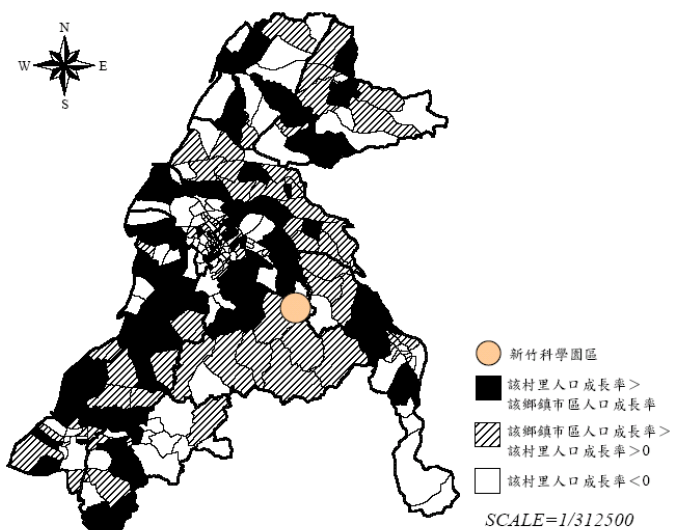 N
W E
S
新竹科學園區
該村里人口成長率＞
該鄉鎮市區人口成長率
該鄉鎮市區人口成長率＞
該村里人口成長率＞0
該村里人口成長率＜0
SCALE=1/312500